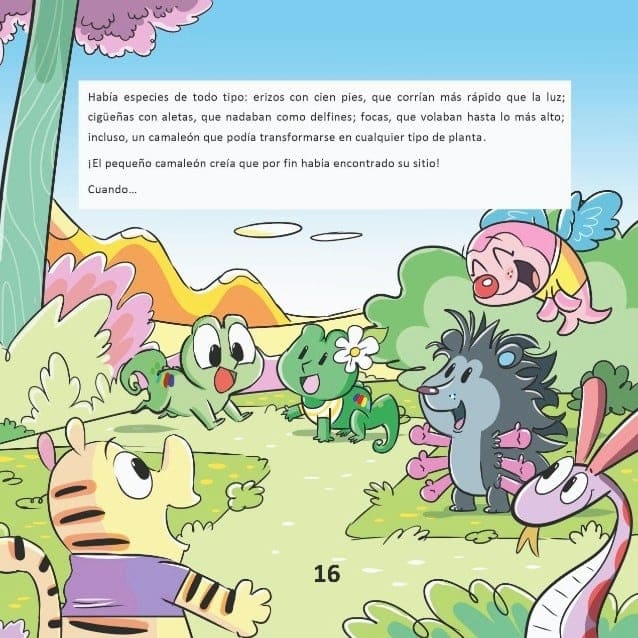 Había especies de todo tipo: erizos con cien pies, que corrían más rápido que la luz;
cigüeñas con aletas, que nadaban como delfines; focas, que volaban hasta lo más alto;
incluso, un camaleón que podía transformarse en cualquier tipo de planta.
¡El pequeño camaleón creía que por fin había encontrado su sitio!
Cuando...
16